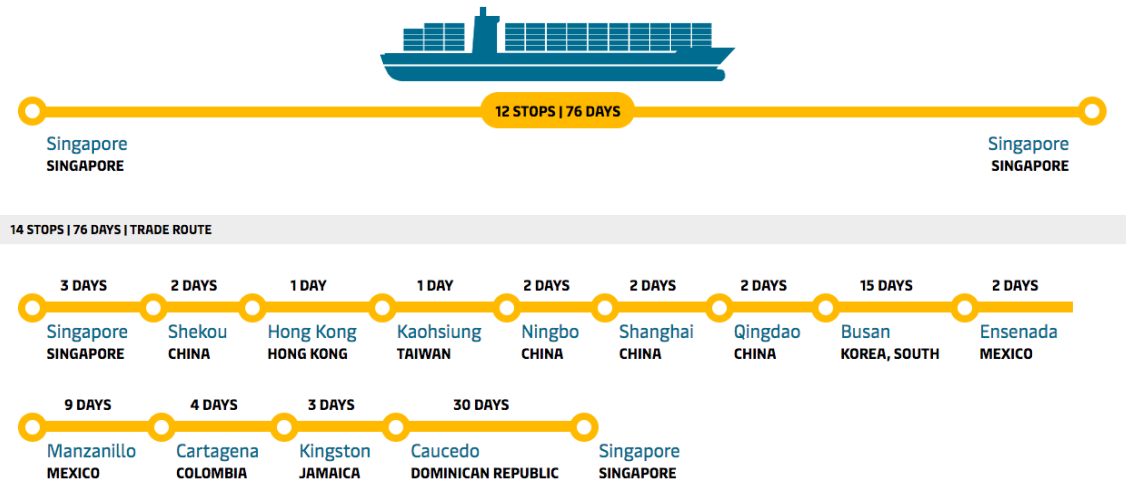 12 STOPS | 76 DAYS
Singapore Singapore
SINGAPORE SINGAPORE
14 STOPS | 76 DAYS | TRADE ROUTE
3 DAYS 2 DAYS 1 DAY 1 DAY 2 DAYS 2 DAYS 2 DAYS 15 DAYS 2 DAYS
Singapore Shekou Hong Kong Kaohsiung Ningbo Shanghai Qingdao Busan Ensenada
SINGAPORE CHINA HONG KONG TAIWAN CHINA CHINA CHINA KOREA, SOUTH MEXICO
9 DAYS 4 DAYS 3 DAYS 30 DAYS
Manzanillo Cartagena Kingston Caucedo Singapore
MEXICO COLOMBIA JAMAICA DOMINICAN REPUBLIC SINGAPORE